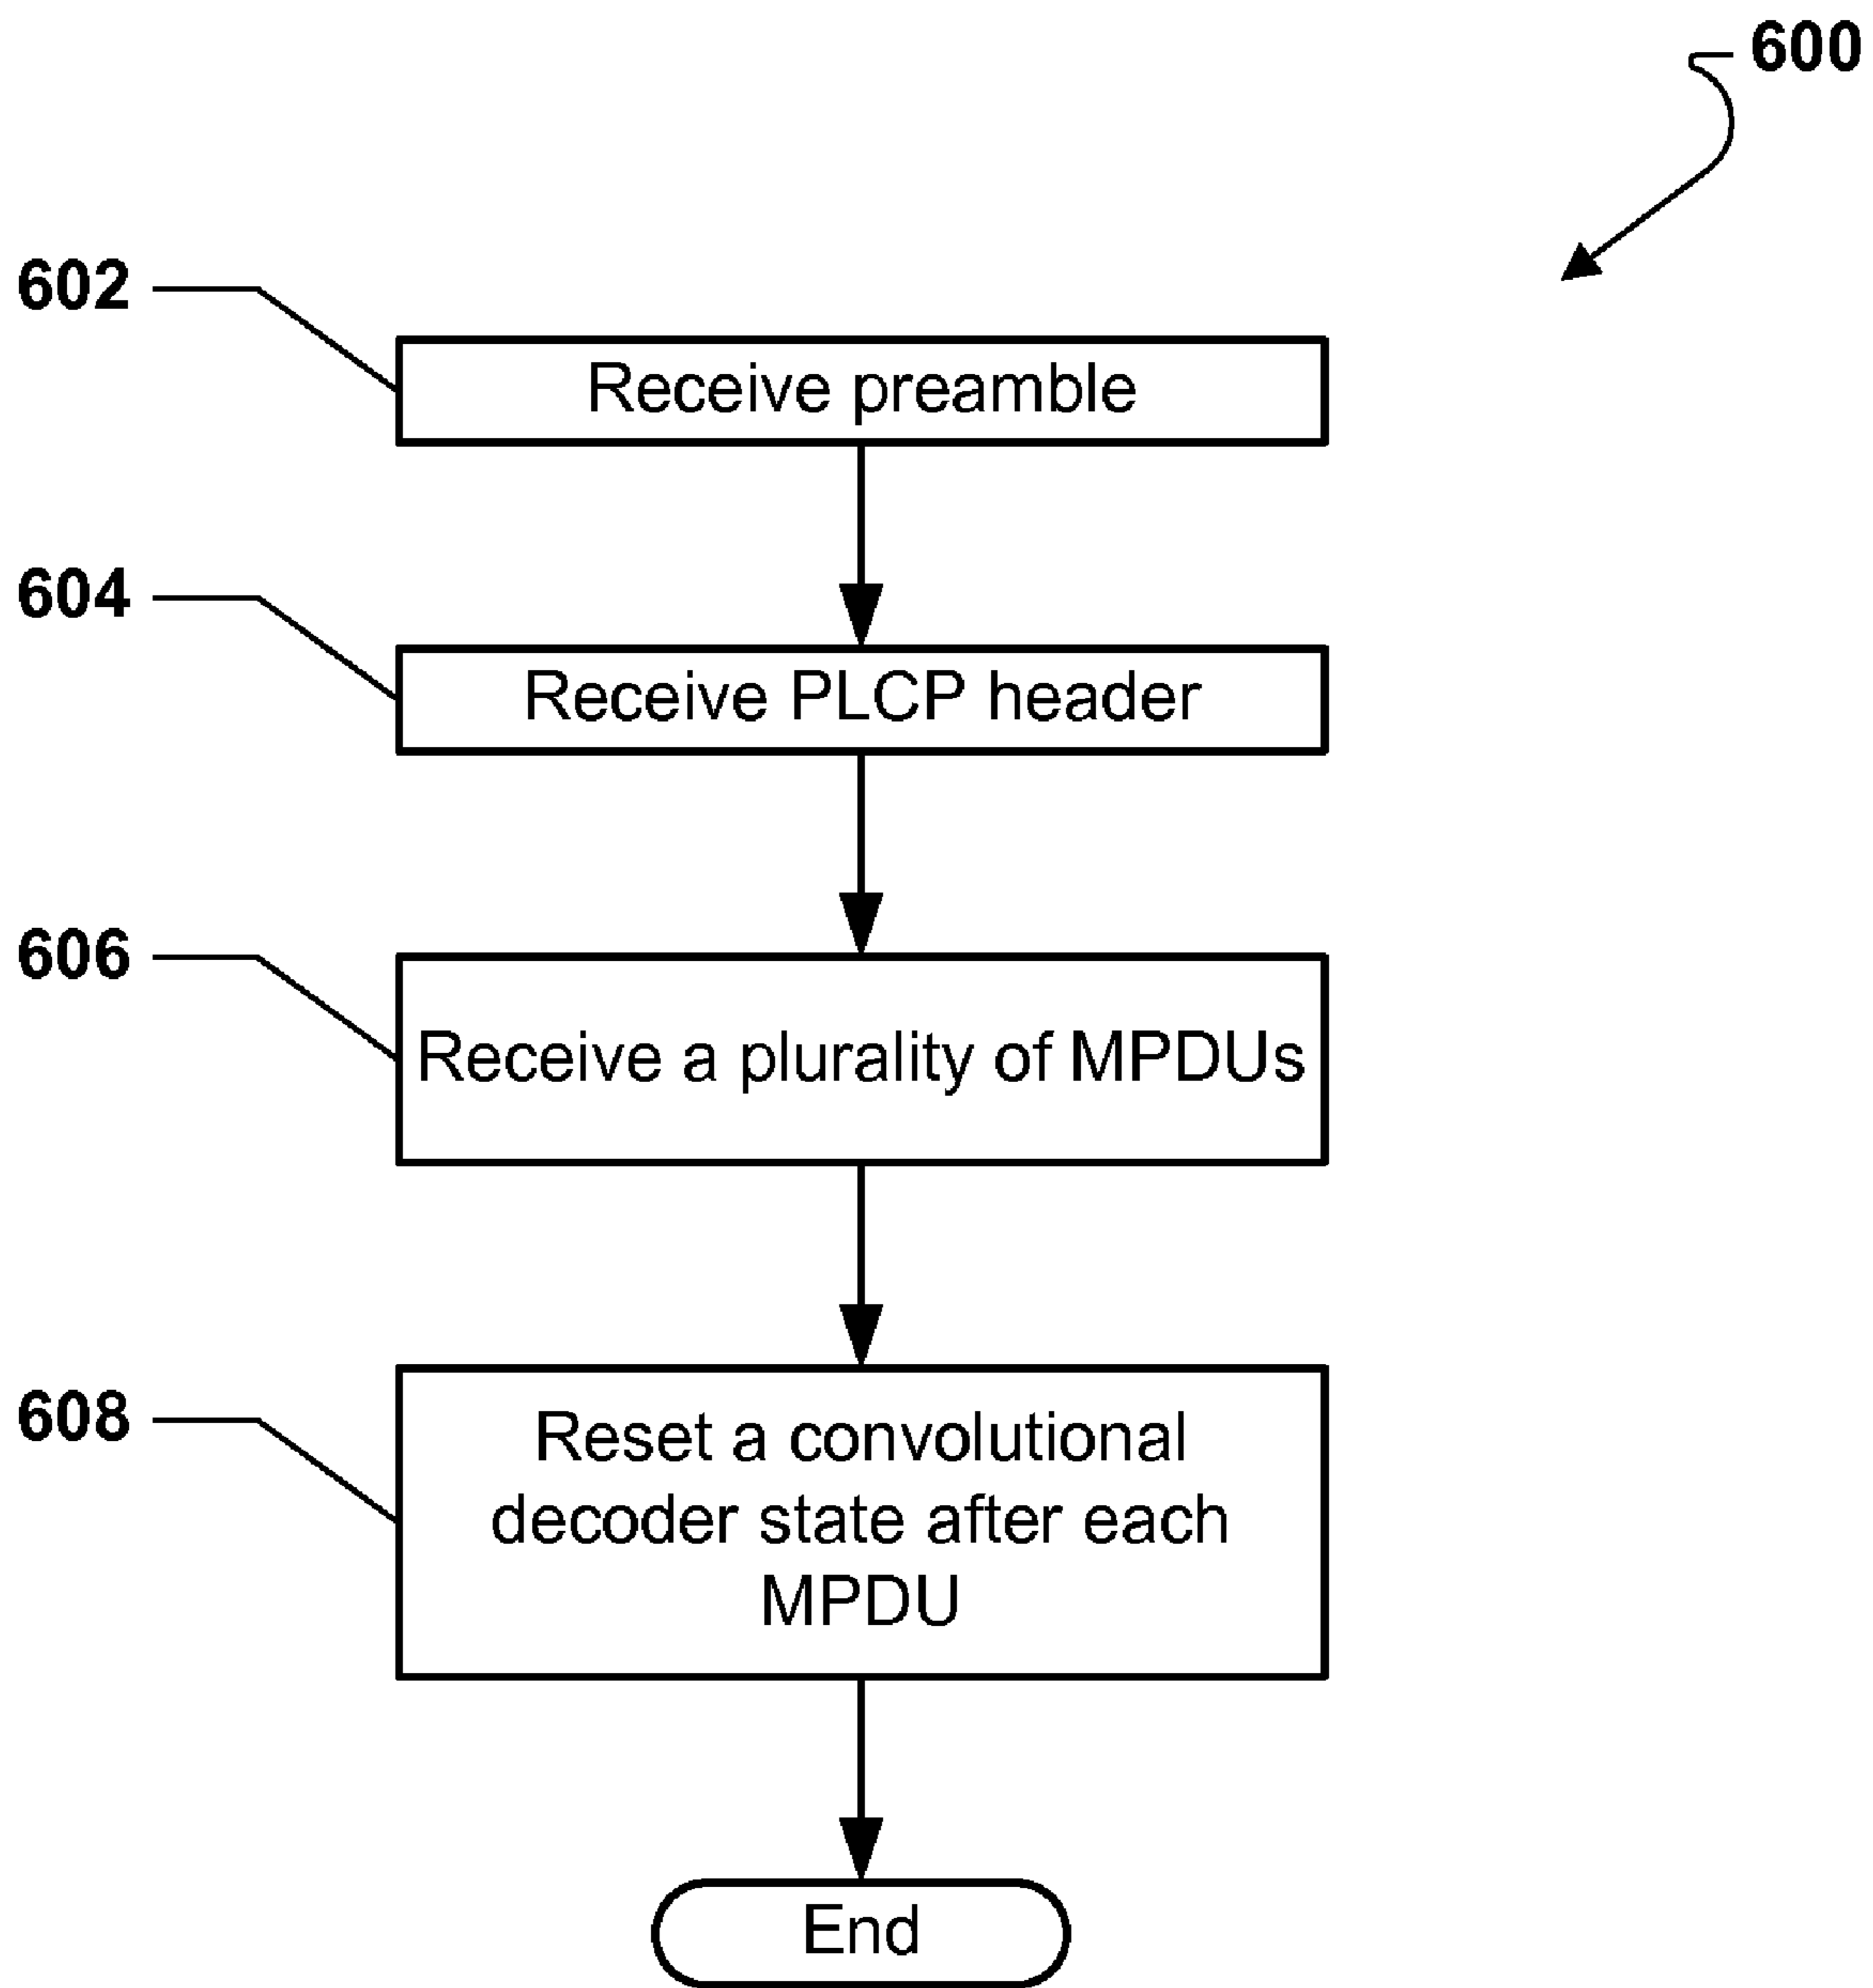 600
602
Receive preamble
604
Receive PLCP header
606
Receive a plurality of MPDUs
608
Reset a convolutional
decoder state after each
MPDU
End